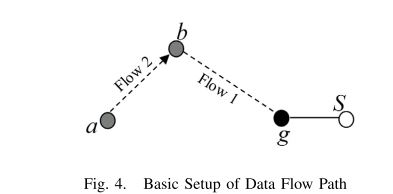 b
Flow 2
Flow 1
S
a
g
Fig. 4. Basic Setup of Data Flow Path